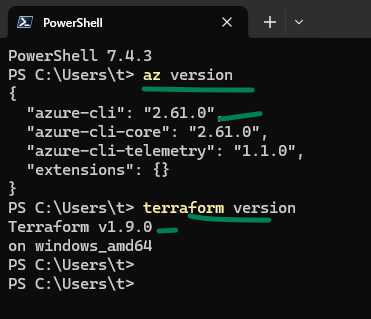 PowerShell
PowerShell 7.4.3
PS C:\Users\t> az version
{
  "azure-cli": "2.61.0",
  "azure-cli-core": "2.61.0",
  "azure-cli-telemetry": "1.1.0",
  "extensions": {}
}
PS C:\Users\t> terraform version
Terraform v1.9.0
on windows_amd64
PS C:\Users\t>
PS C:\Users\t>